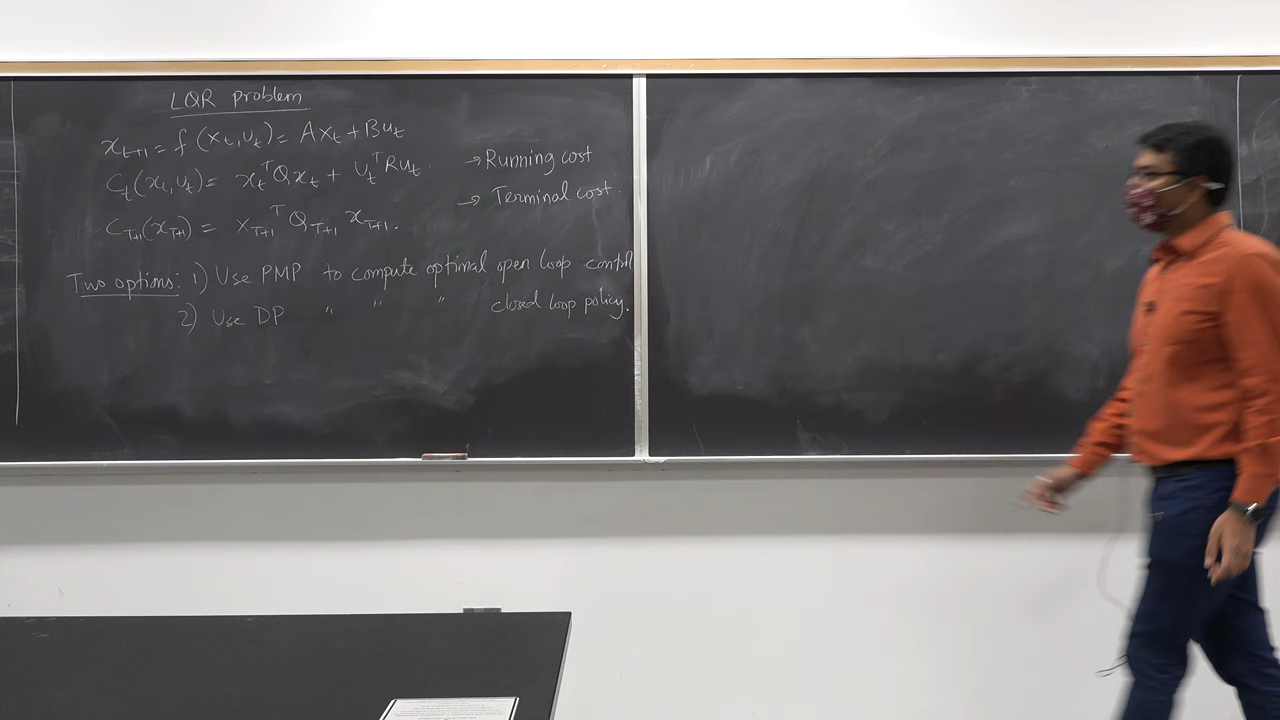 LQR problem
x_{t+1} = f(x_t, u_t) = Ax_t + Bu_t
C_t(x_t, u_t) = x_t^T Q x_t + u_t^T R u_t → Running cost
C_{T+1}(x_{T+1}) = x_{T+1}^T Q_{T+1} x_{T+1}. → Terminal cost.
Two options: 1) Use PMP to compute optimal open loop control
2) Use DP " " " closed loop policy.